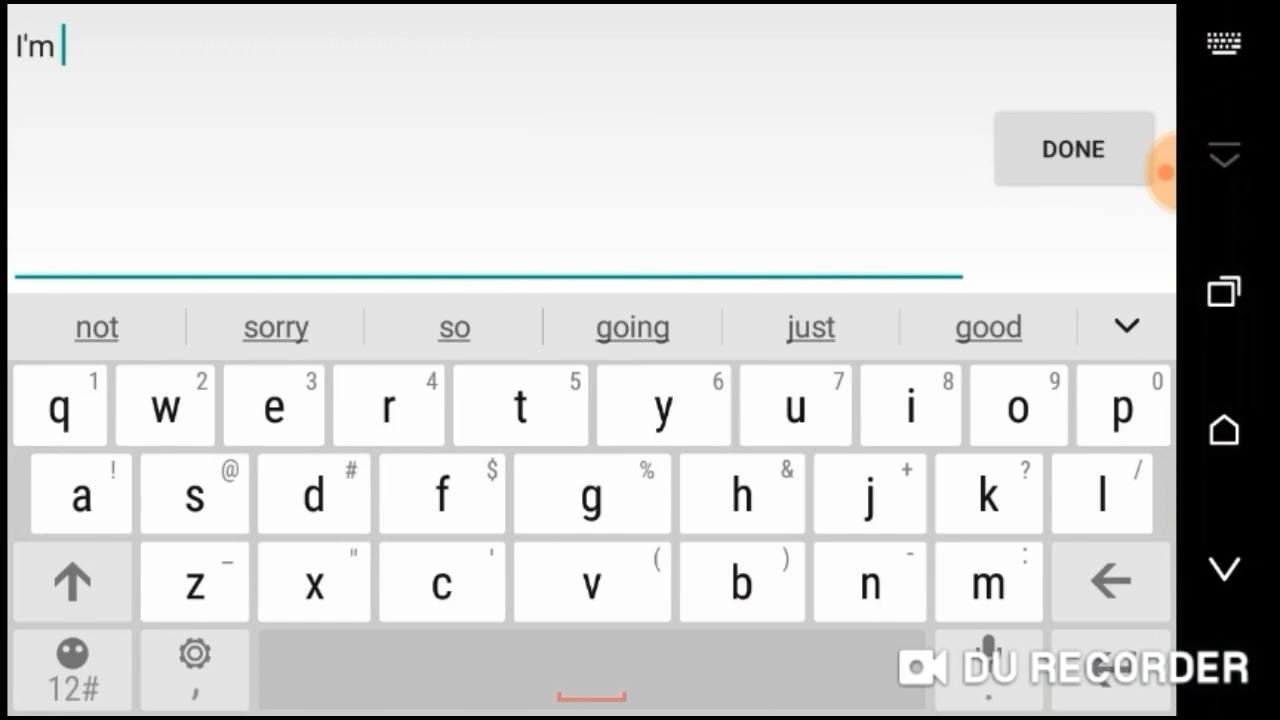 I'm
DONE
not sorry so going just good
q 1 w 2 e 3 r 4 t 5 y 6 u 7 i 8 o 9 p 0
a ! s @ d # f $ g % h & j + k ? l /
z _ x " c ' v ( b ) n - m :
12# , .
DU RECORDER